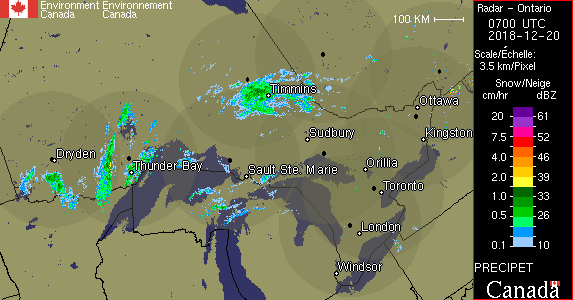 Environment Environnement
Canada Canada
100 KM
Timmins
Ottawa
Sudbury
Kingston
Dryden
Thunder Bay
Sault Ste. Marie
Orillia
Toronto
London
Windsor
Radar - Ontario
0700 UTC
2018-12-20
Scale/Échelle:
3.5 km/Pixel
Snow/Neige
cm/hr dBZ
20 61
7.5 52
4.0 46
2.0 39
1.0 33
0.5 26
0.1 10
PRECIPET
Canada